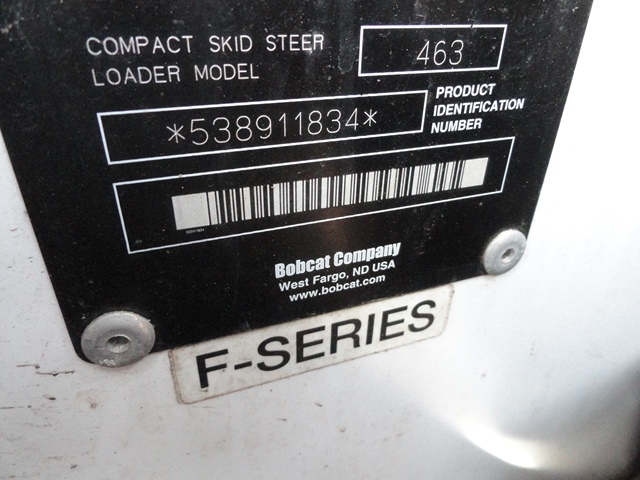 COMPACT SKID STEER
LOADER MODEL
463
*538911834*
PRODUCT
IDENTIFICATION
NUMBER
Bobcat Company
West Fargo, ND USA
www.bobcat.com
F-SERIES